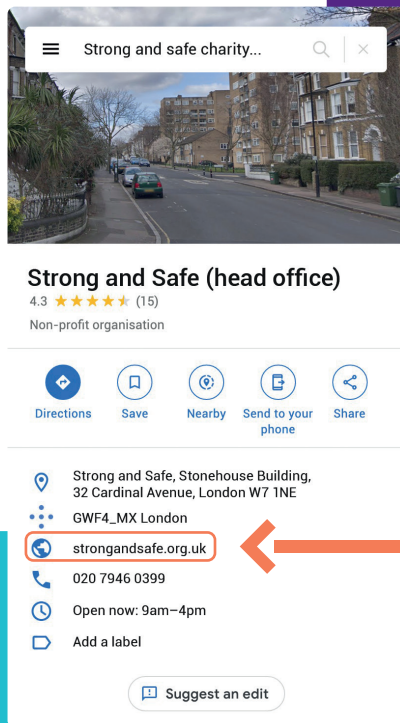 Strong and safe charity...
Strong and Safe (head office)
4.3 (15)
Non-profit organisation
Directions Save Nearby Send to your Share
phone
Strong and Safe, Stonehouse Building,
32 Cardinal Avenue, London W7 1NE
GWF4_MX London
strongandsafe.org.uk
020 7946 0399
Open now: 9am–4pm
Add a label
Suggest an edit